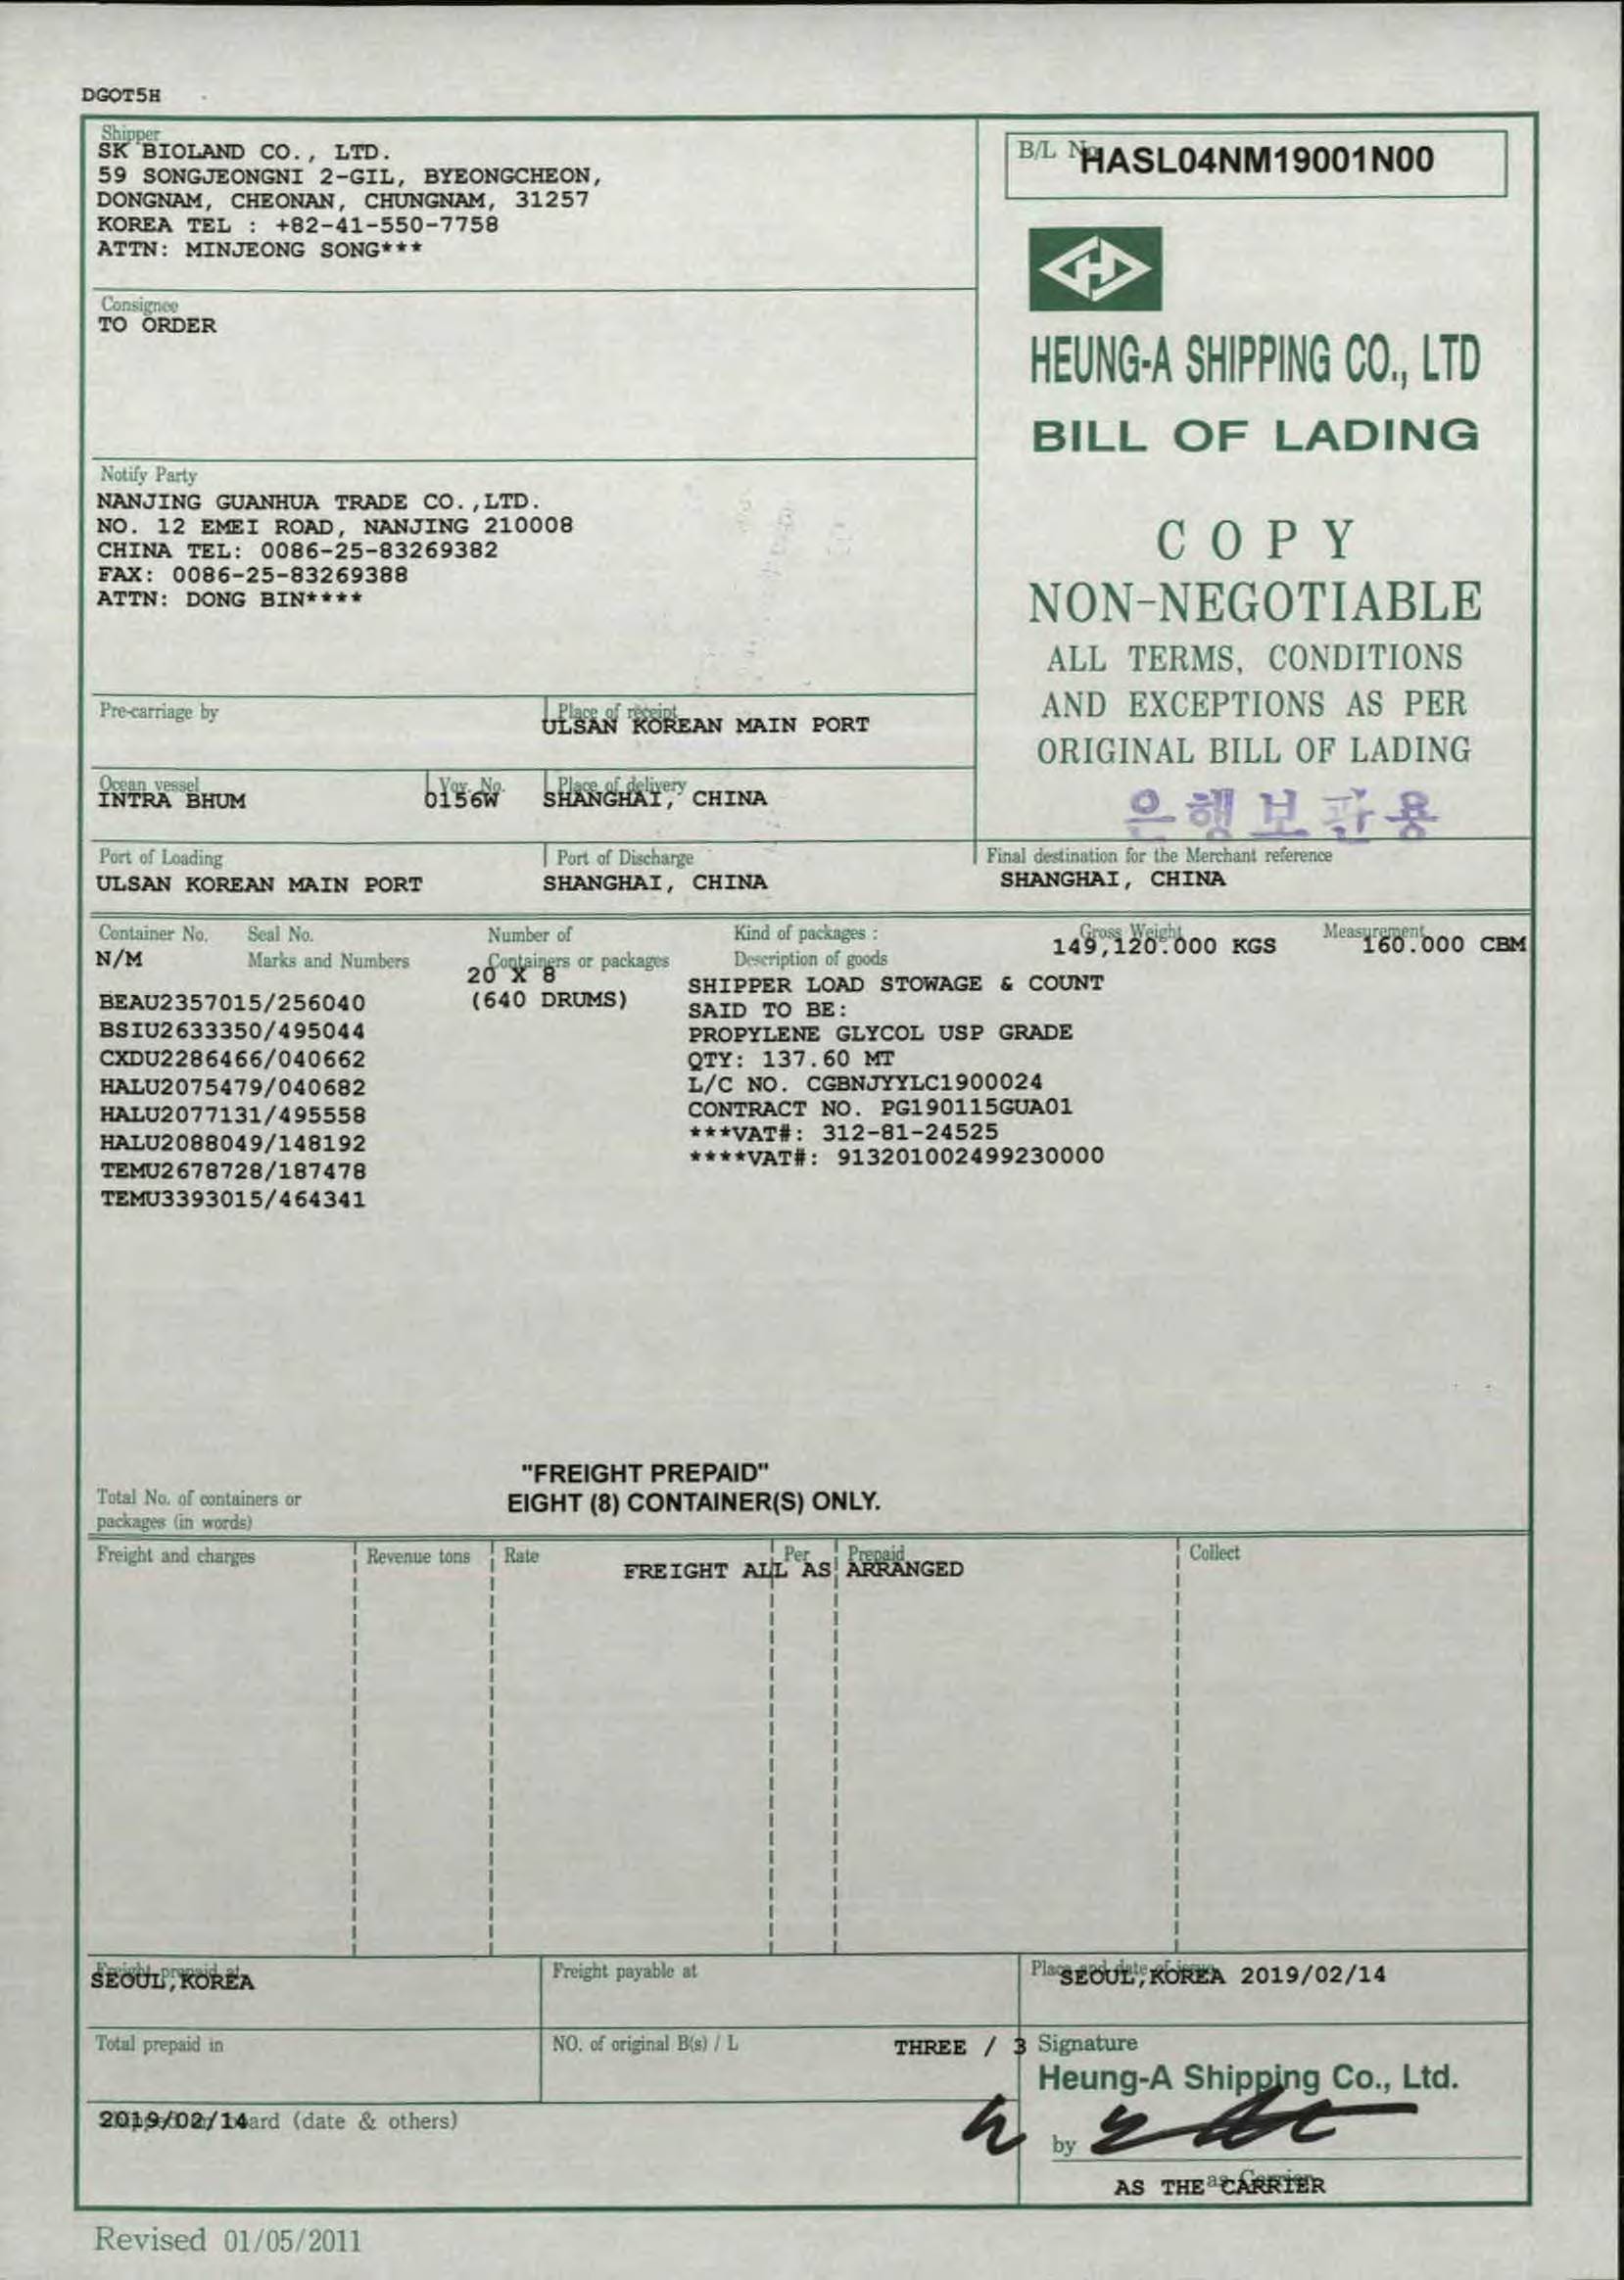 DGOT5H
Shipper
SK BIOLAND CO., LTD.
59 SONGJEONGNI 2-GIL, BYEONGCHEON,
DONGNAM, CHEONAN, CHUNGNAM, 31257
KOREA TEL : +82-41-550-7758
ATTN: MINJEONG SONG***
B/L No.
HASL04NM19001N00
HEUNG-A SHIPPING CO., LTD
BILL OF LADING
COPY
NON-NEGOTIABLE
ALL TERMS, CONDITIONS
AND EXCEPTIONS AS PER
ORIGINAL BILL OF LADING
은행보관용
Consignee
TO ORDER
Notify Party
NANJING GUANHUA TRADE CO.,LTD.
NO. 12 EMEI ROAD, NANJING 210008
CHINA TEL: 0086-25-83269382
FAX: 0086-25-83269388
ATTN: DONG BIN****
Pre-carriage by
Place of receipt
ULSAN KOREAN MAIN PORT
Ocean vessel
INTRA BHUM
Voy. No.
0156W
Place of delivery
SHANGHAI, CHINA
Port of Loading
ULSAN KOREAN MAIN PORT
Port of Discharge
SHANGHAI, CHINA
Final destination for the Merchant reference
SHANGHAI, CHINA
Container No. Seal No.
N/M Marks and Numbers
Number of
Containers or packages
20 X 8
(640 DRUMS)
Kind of packages :
Description of goods
Gross Weight
149,120.000 KGS
Measurement
160.000 CBM
BEAU2357015/256040
BSIU2633350/495044
CXDU2286466/040662
HALU2075479/040682
HALU2077131/495558
HALU2088049/148192
TEMU2678728/187478
TEMU3393015/464341
SHIPPER LOAD STOWAGE & COUNT
SAID TO BE:
PROPYLENE GLYCOL USP GRADE
QTY: 137.60 MT
L/C NO. CGBNJYYLC1900024
CONTRACT NO. PG190115GUA01
***VAT#: 312-81-24525
****VAT#: 913201002499230000
"FREIGHT PREPAID"
EIGHT (8) CONTAINER(S) ONLY.
Total No. of containers or
packages (in words)
Freight and charges
Revenue tons
Rate
Per
Prepaid
Collect
FREIGHT ALL AS ARRANGED
Freight prepaid at
SEOUL,KOREA
Freight payable at
Place and date of issue
SEOUL,KOREA 2019/02/14
Total prepaid in
NO. of original B(s) / L
THREE / 3
Signature
Heung-A Shipping Co., Ltd.
2019/02/14
board (date & others)
by
as Carrier
AS THE CARRIER
Revised 01/05/2011